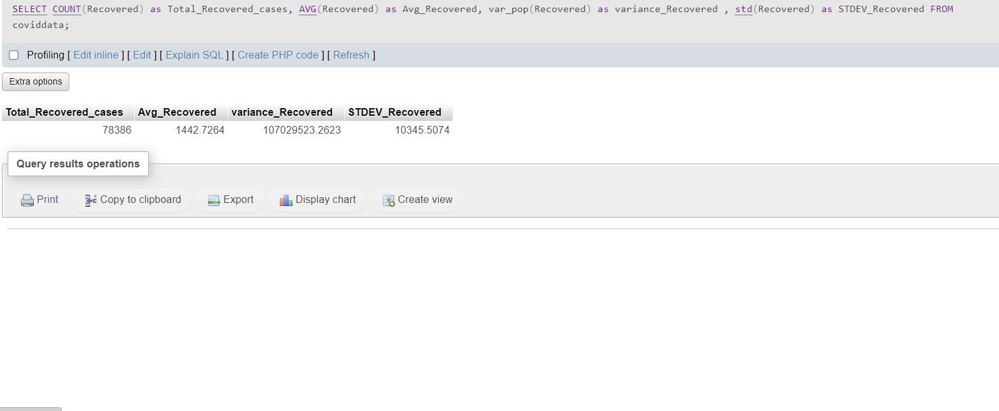 SELECT COUNT(Recovered) as Total_Recovered_cases, AVG(Recovered) as Avg_Recovered, var_pop(Recovered) as variance_Recovered , std(Recovered) as STDEV_Recovered FROM
coviddata;
Profiling [ Edit inline ] [ Edit ] [ Explain SQL ] [ Create PHP code ] [ Refresh ]
Extra options
Total_Recovered_cases Avg_Recovered variance_Recovered STDEV_Recovered
78386 1442.7264 107029523.2623 10345.5074
Query results operations
Print Copy to clipboard Export Display chart Create view